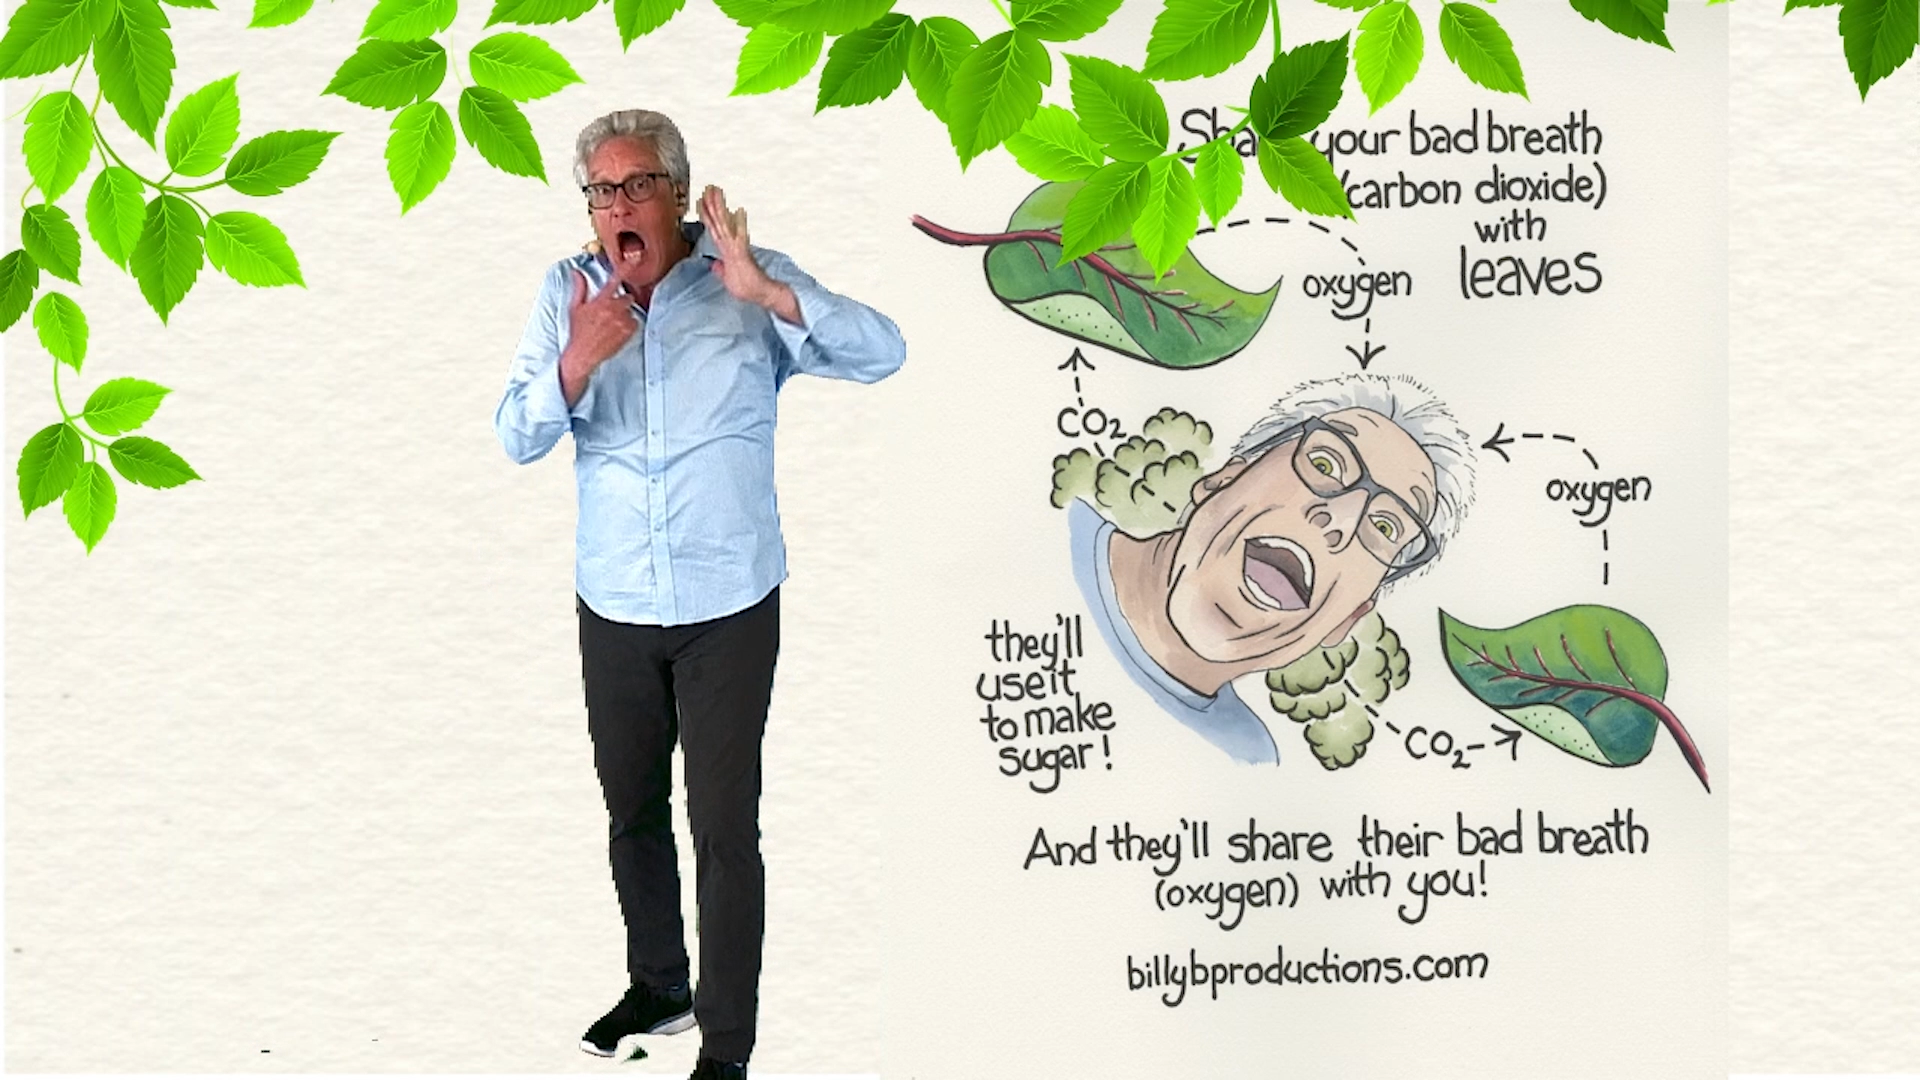 your bad breath
(carbon dioxide)
with
leaves
oxygen
CO₂
oxygen
they'll
use it
to make
sugar!
CO₂
And they'll share their bad breath
(oxygen) with you!
billybproductions.com